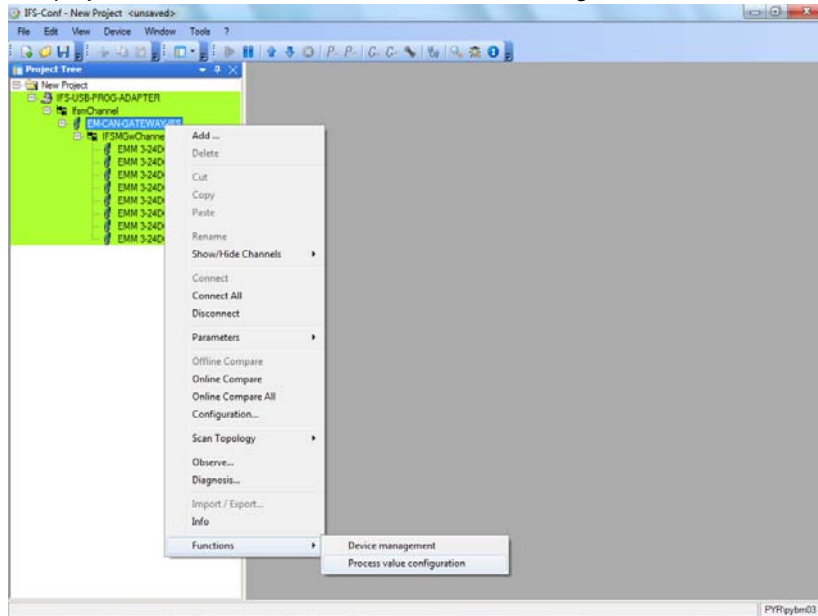 IFS-Conf - New Project <unsaved>
File Edit View Device Window Tools ?
Project Tree
New Project
IFS-USB-PROG-ADAPTER
IfsmChannel
EM-CAN-GATEWAY-IFS
IFSMGwChannel
EMM 3-24D
EMM 3-24D
EMM 3-24D
EMM 3-24D
EMM 3-24D
EMM 3-24D
EMM 3-24D
EMM 3-24D
Add ...
Delete
Cut
Copy
Paste
Rename
Show/Hide Channels
Connect
Connect All
Disconnect
Parameters
Offline Compare
Online Compare
Online Compare All
Configuration...
Scan Topology
Observe...
Diagnosis...
Import / Export...
Info
Functions
Device management
Process value configuration
PYR\pybm03